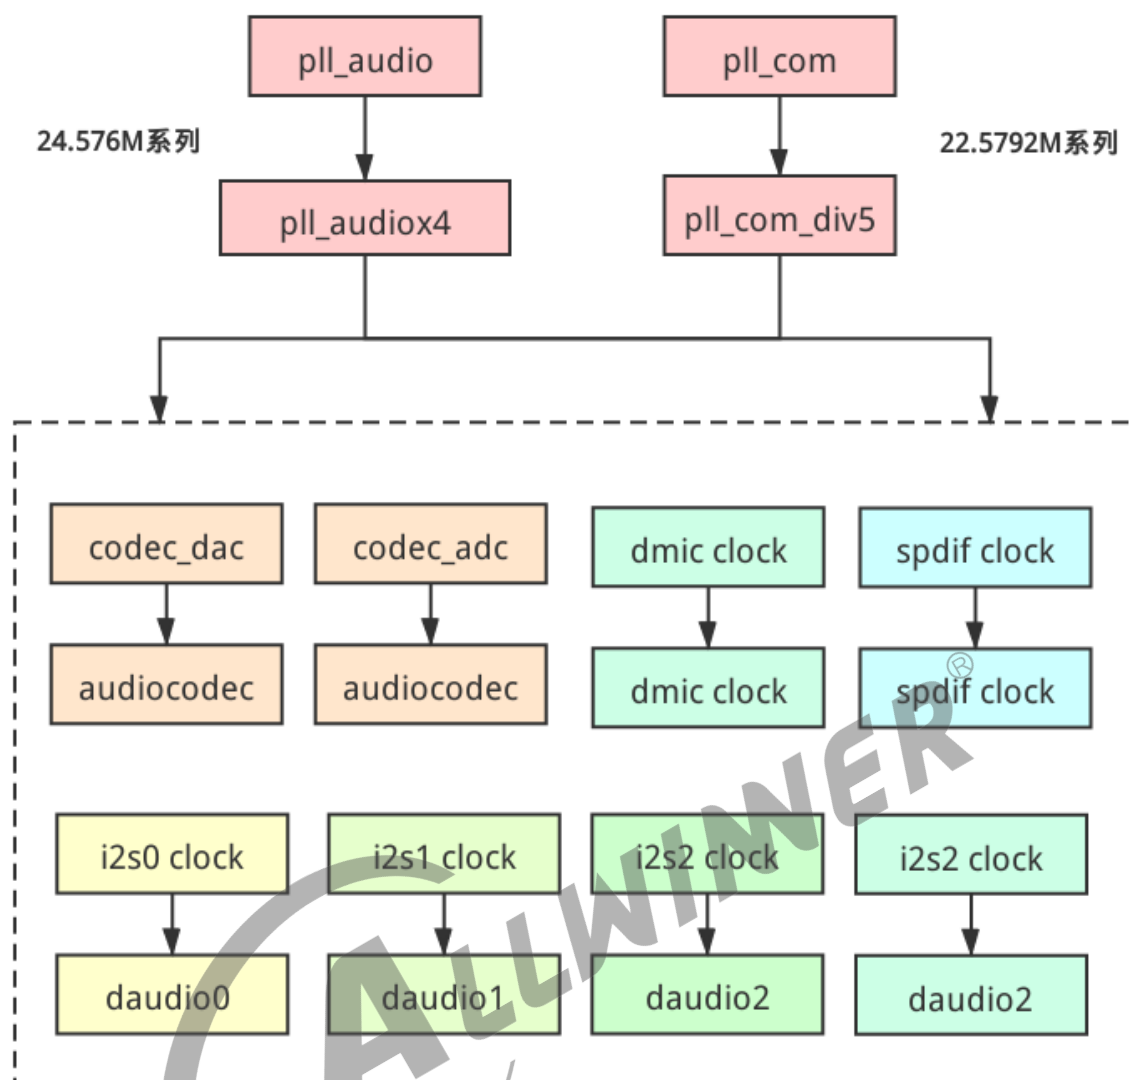 pll_audio pll_com
24.576M系列 22.5792M系列
pll_audiox4 pll_com_div5
codec_dac codec_adc dmic clock spdif clock
audiocodec audiocodec dmic clock spdif clock
i2s0 clock i2s1 clock i2s2 clock i2s2 clock
daudio0 daudio1 daudio2 daudio2
ALLWINNER®